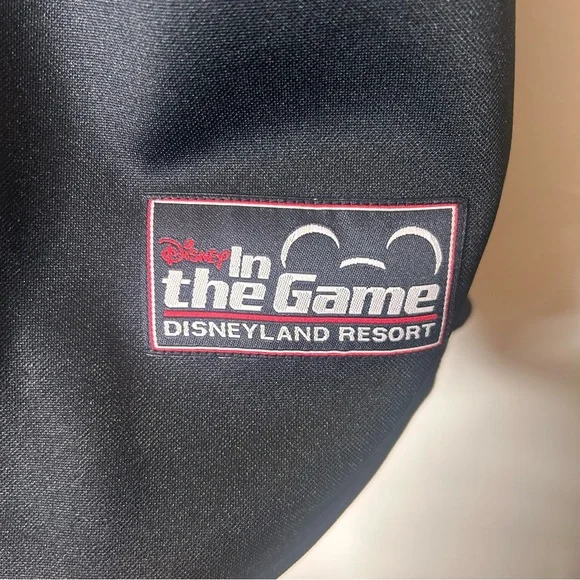 Disney In
the Game
DISNEYLAND RESORT